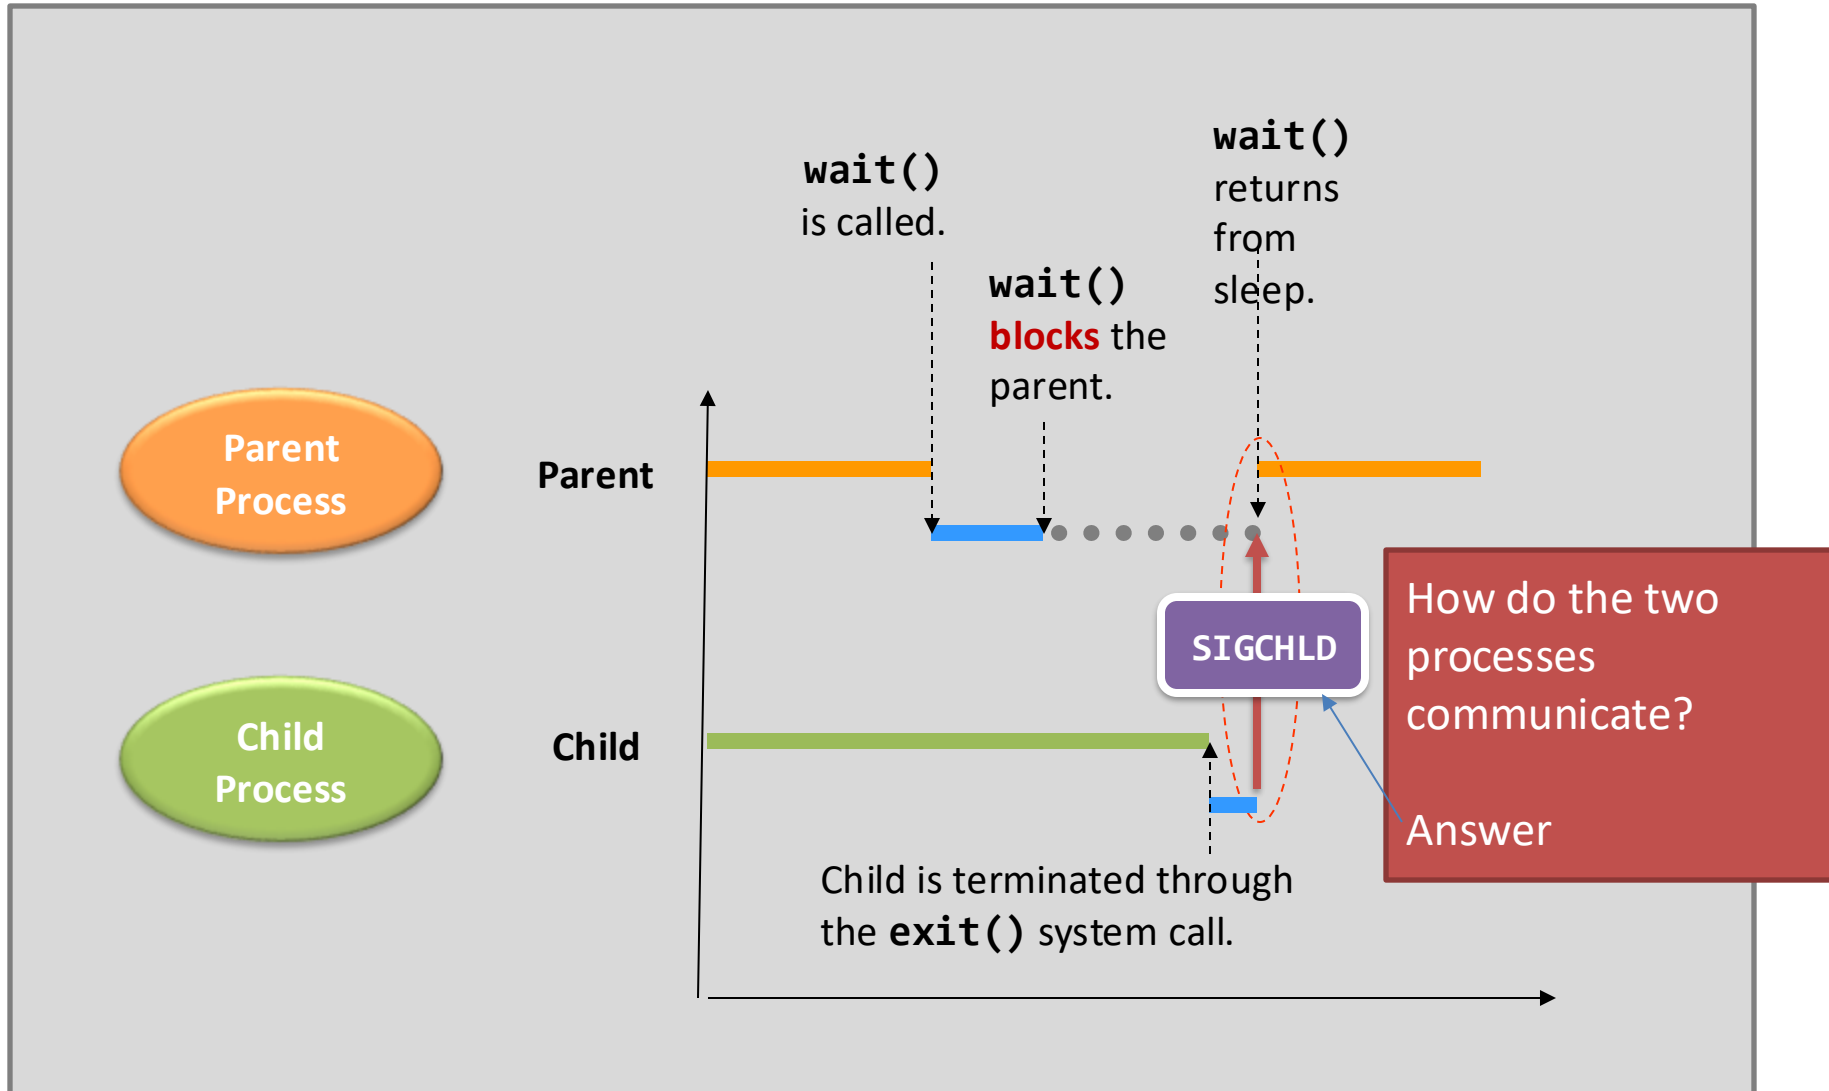 wait()
is called.
wait()
blocks the
parent.
wait()
returns
from
sleep.
Parent
Process
Parent
SIGCHLD
How do the two
processes
communicate?
Answer
Child
Process
Child
Child is terminated through
the exit() system call.